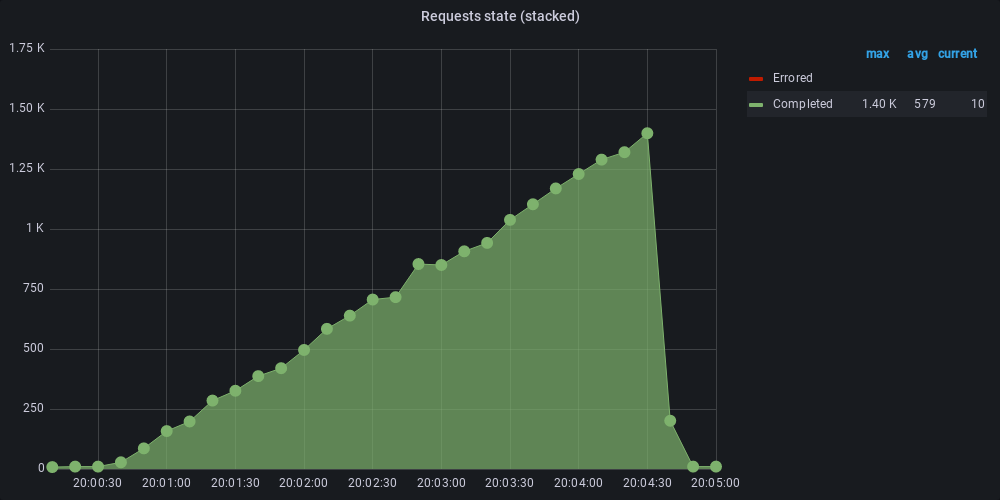 Requests state (stacked)
1.75 K
1.50 K
1.25 K
1 K
750
500
250
0
20:00:30 20:01:00 20:01:30 20:02:00 20:02:30 20:03:00 20:03:30 20:04:00 20:04:30 20:05:00
max avg current
Errored
Completed 1.40 K 579 10